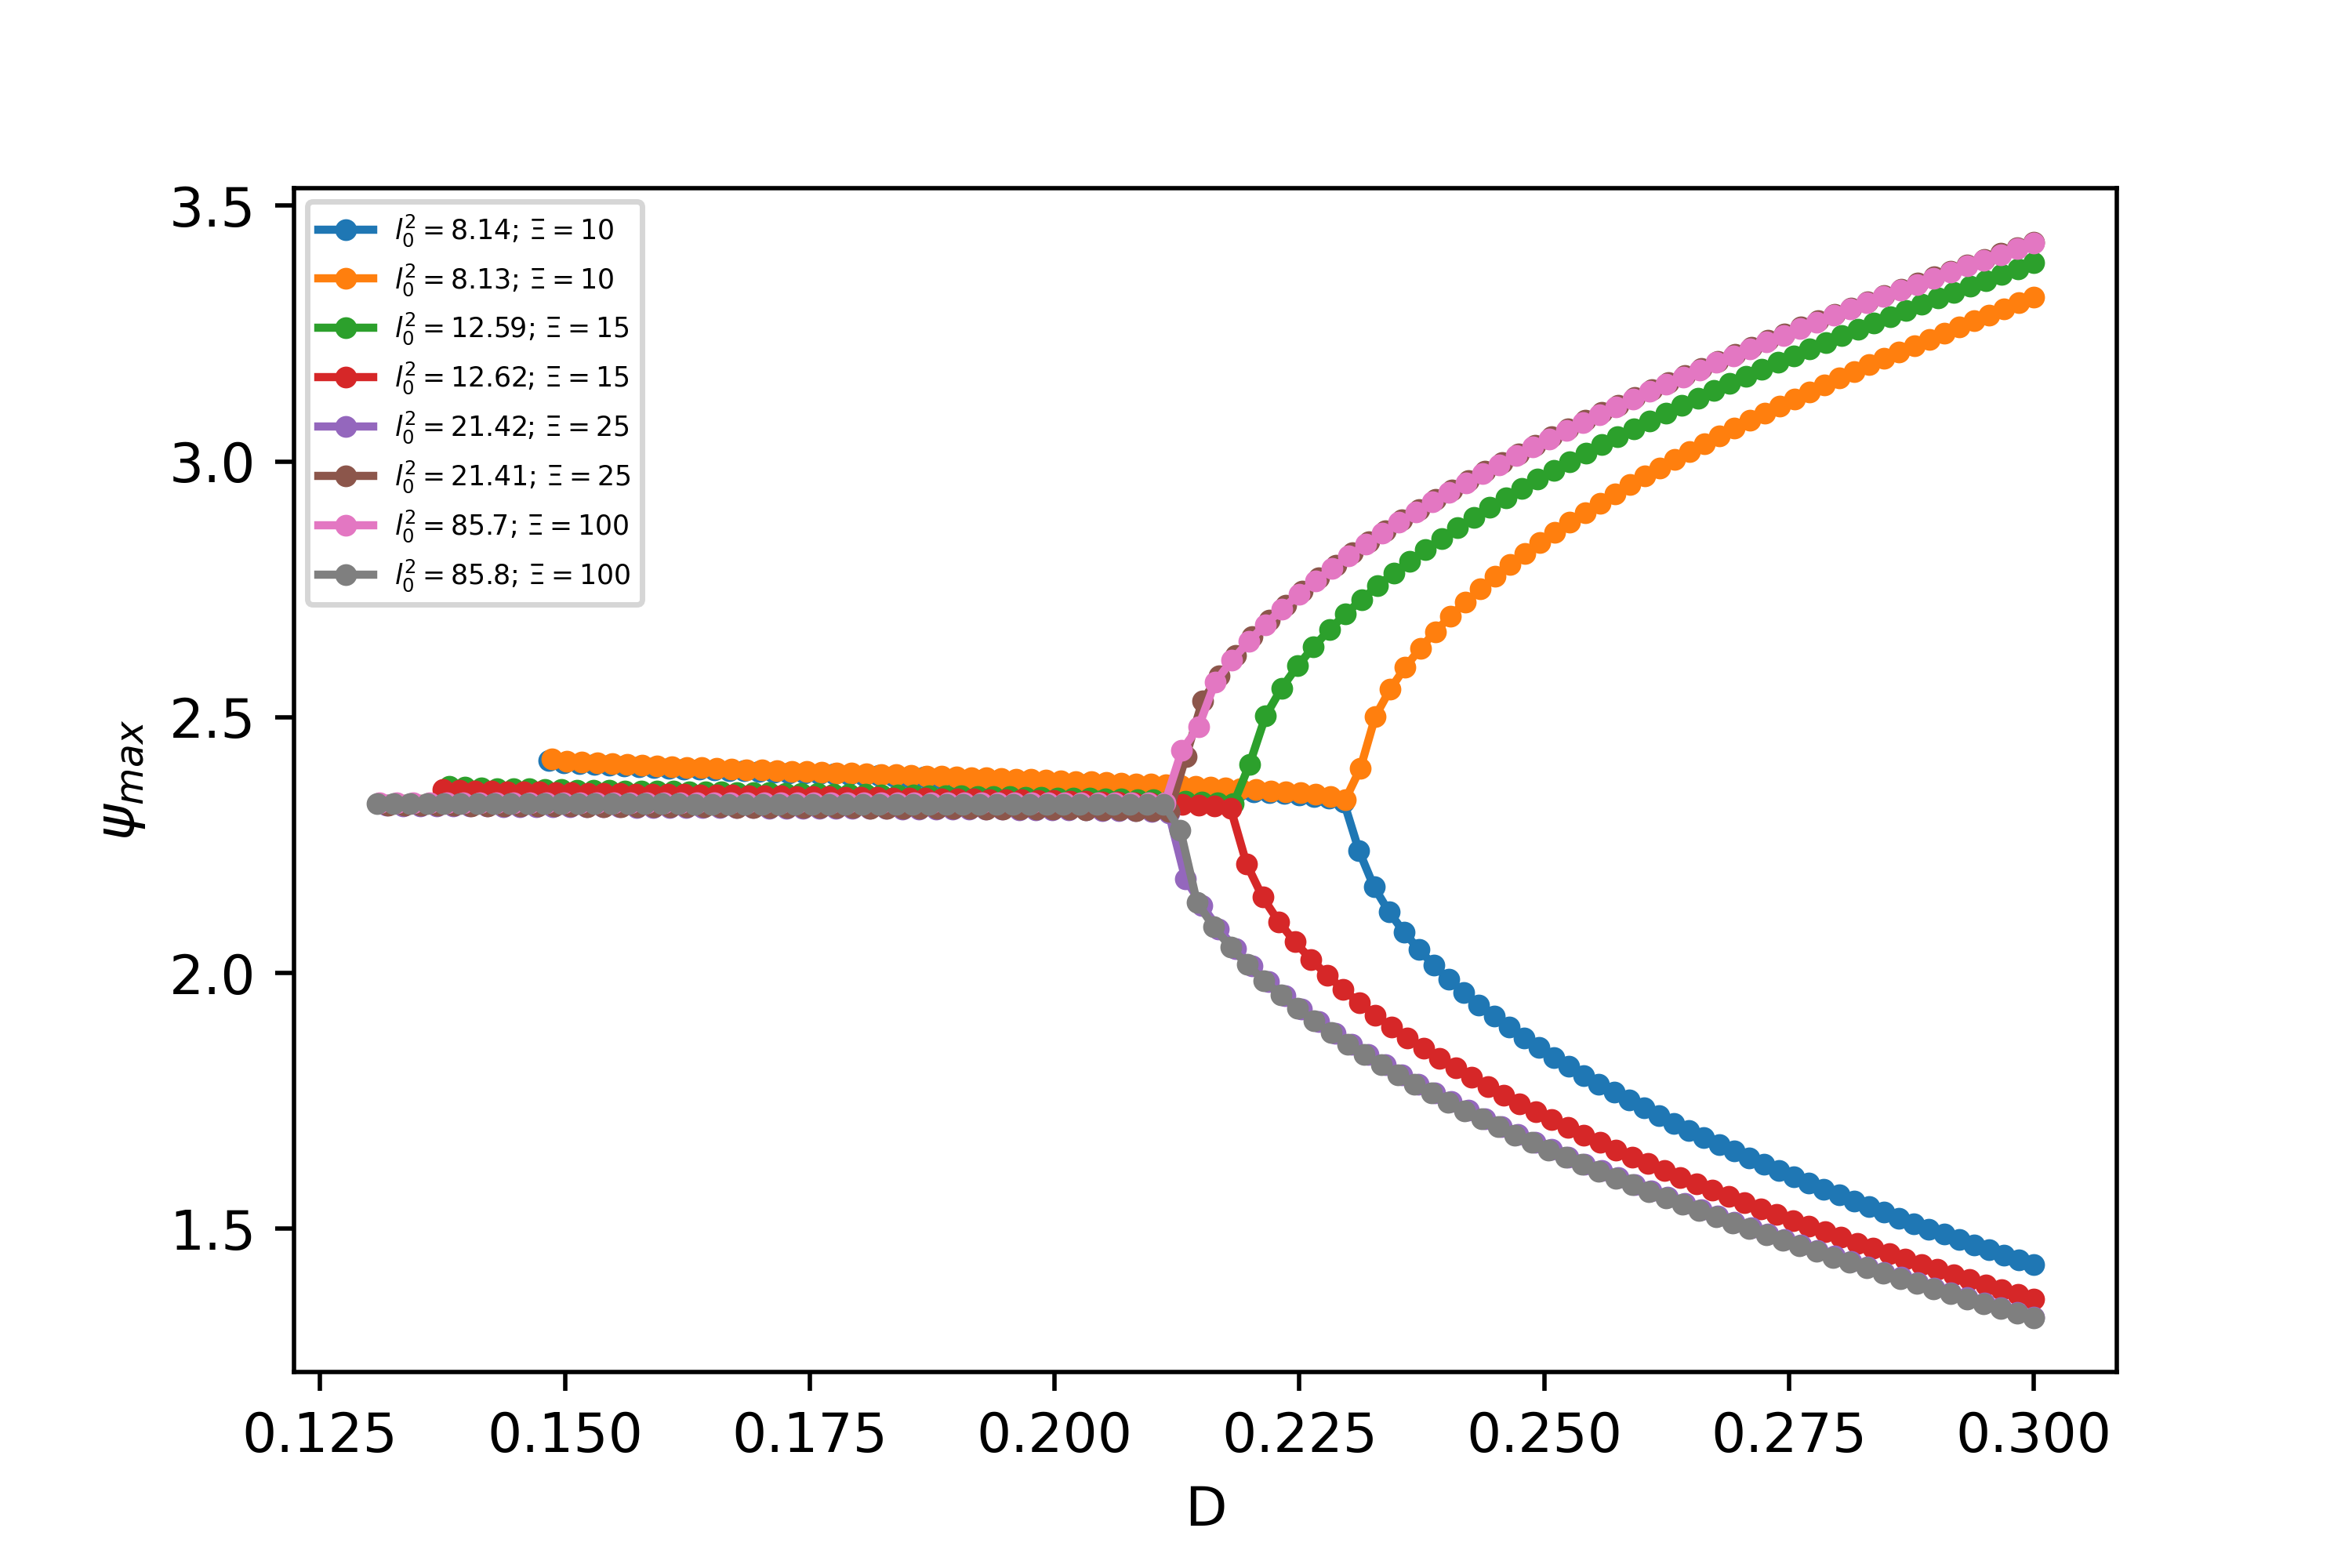 3.5
3.0
2.5
2.0
1.5
ψmax
l₀² = 8.14; Ξ = 10
l₀² = 8.13; Ξ = 10
l₀² = 12.59; Ξ = 15
l₀² = 12.62; Ξ = 15
l₀² = 21.42; Ξ = 25
l₀² = 21.41; Ξ = 25
l₀² = 85.7; Ξ = 100
l₀² = 85.8; Ξ = 100
0.125 0.150 0.175 0.200 0.225 0.250 0.275 0.300
D